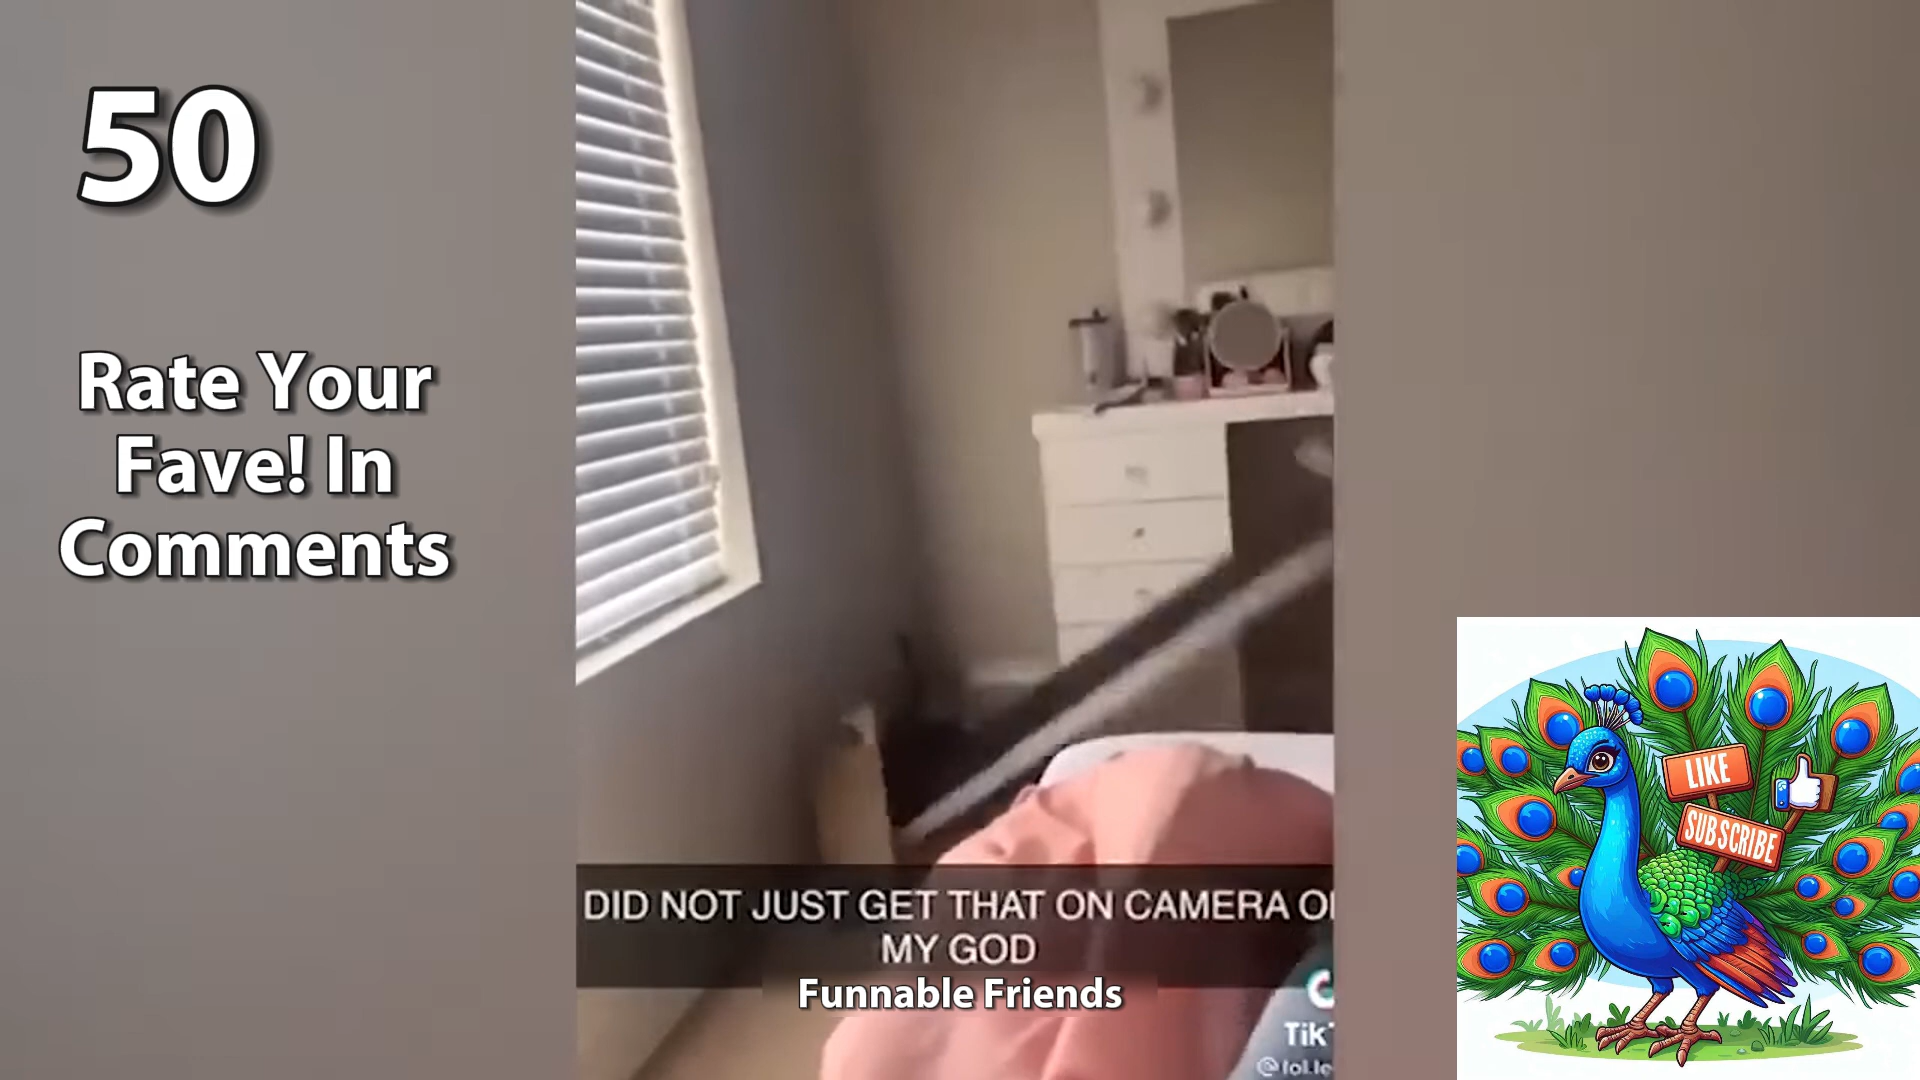 50
Rate Your
Fave! In
Comments
DID NOT JUST GET THAT ON CAMERA
MY GOD
Funnable Friends
LIKE
SUBSCRIBE